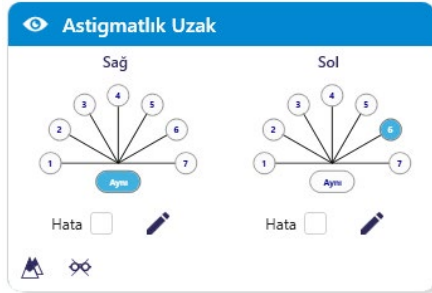 Astigmatlık Uzak
Sağ Sol
4 4
3 5 3 5
2 6 2 6
1 7 1 7
Aynı Aynı
Hata Hata